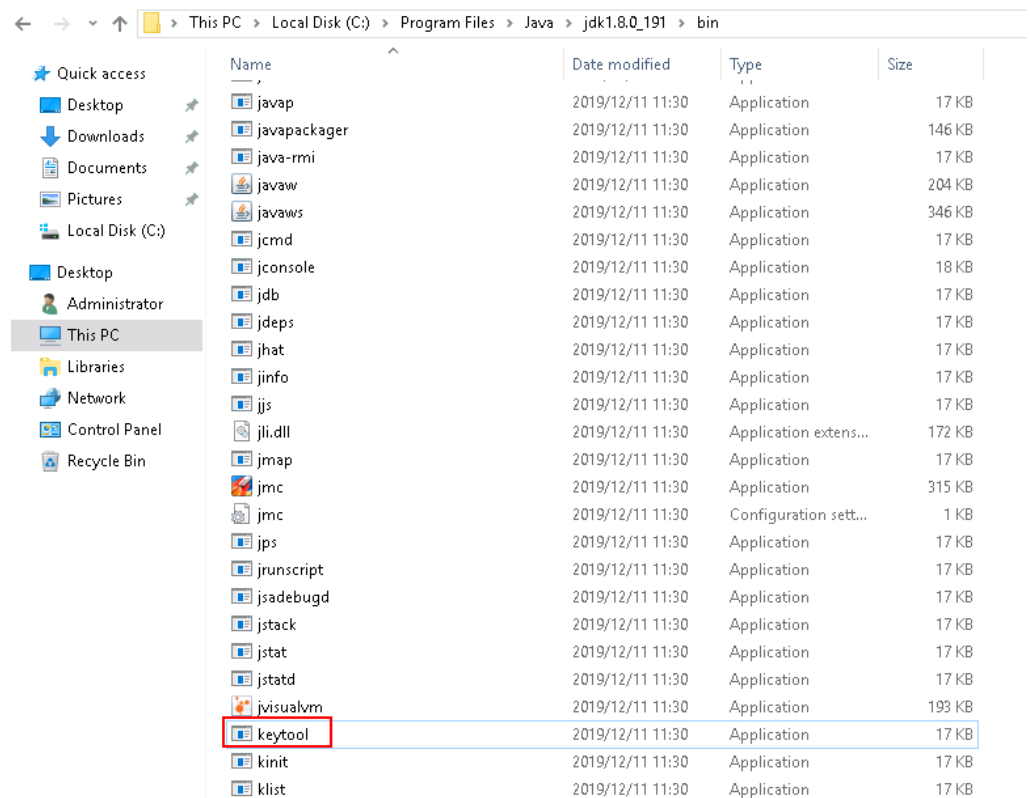 This PC > Local Disk (C:) > Program Files > Java > jdk1.8.0_191 > bin
Quick access
Desktop
Downloads
Documents
Pictures
Local Disk (C:)
Desktop
Administrator
This PC
Libraries
Network
Control Panel
Recycle Bin
Name Date modified Type Size
javap 2019/12/11 11:30 Application 17 KB
javapackager 2019/12/11 11:30 Application 146 KB
java-rmi 2019/12/11 11:30 Application 17 KB
javaw 2019/12/11 11:30 Application 204 KB
javaws 2019/12/11 11:30 Application 346 KB
jcmd 2019/12/11 11:30 Application 17 KB
jconsole 2019/12/11 11:30 Application 18 KB
jdb 2019/12/11 11:30 Application 17 KB
jdeps 2019/12/11 11:30 Application 17 KB
jhat 2019/12/11 11:30 Application 17 KB
jinfo 2019/12/11 11:30 Application 17 KB
jjs 2019/12/11 11:30 Application 17 KB
jli.dll 2019/12/11 11:30 Application extens... 172 KB
jmap 2019/12/11 11:30 Application 17 KB
jmc 2019/12/11 11:30 Application 315 KB
jmc 2019/12/11 11:30 Configuration sett... 1 KB
jps 2019/12/11 11:30 Application 17 KB
jrunscript 2019/12/11 11:30 Application 17 KB
jsadebugd 2019/12/11 11:30 Application 17 KB
jstack 2019/12/11 11:30 Application 17 KB
jstat 2019/12/11 11:30 Application 17 KB
jstatd 2019/12/11 11:30 Application 17 KB
jvisualvm 2019/12/11 11:30 Application 193 KB
keytool 2019/12/11 11:30 Application 17 KB
kinit 2019/12/11 11:30 Application 17 KB
klist 2019/12/11 11:30 Application 17 KB